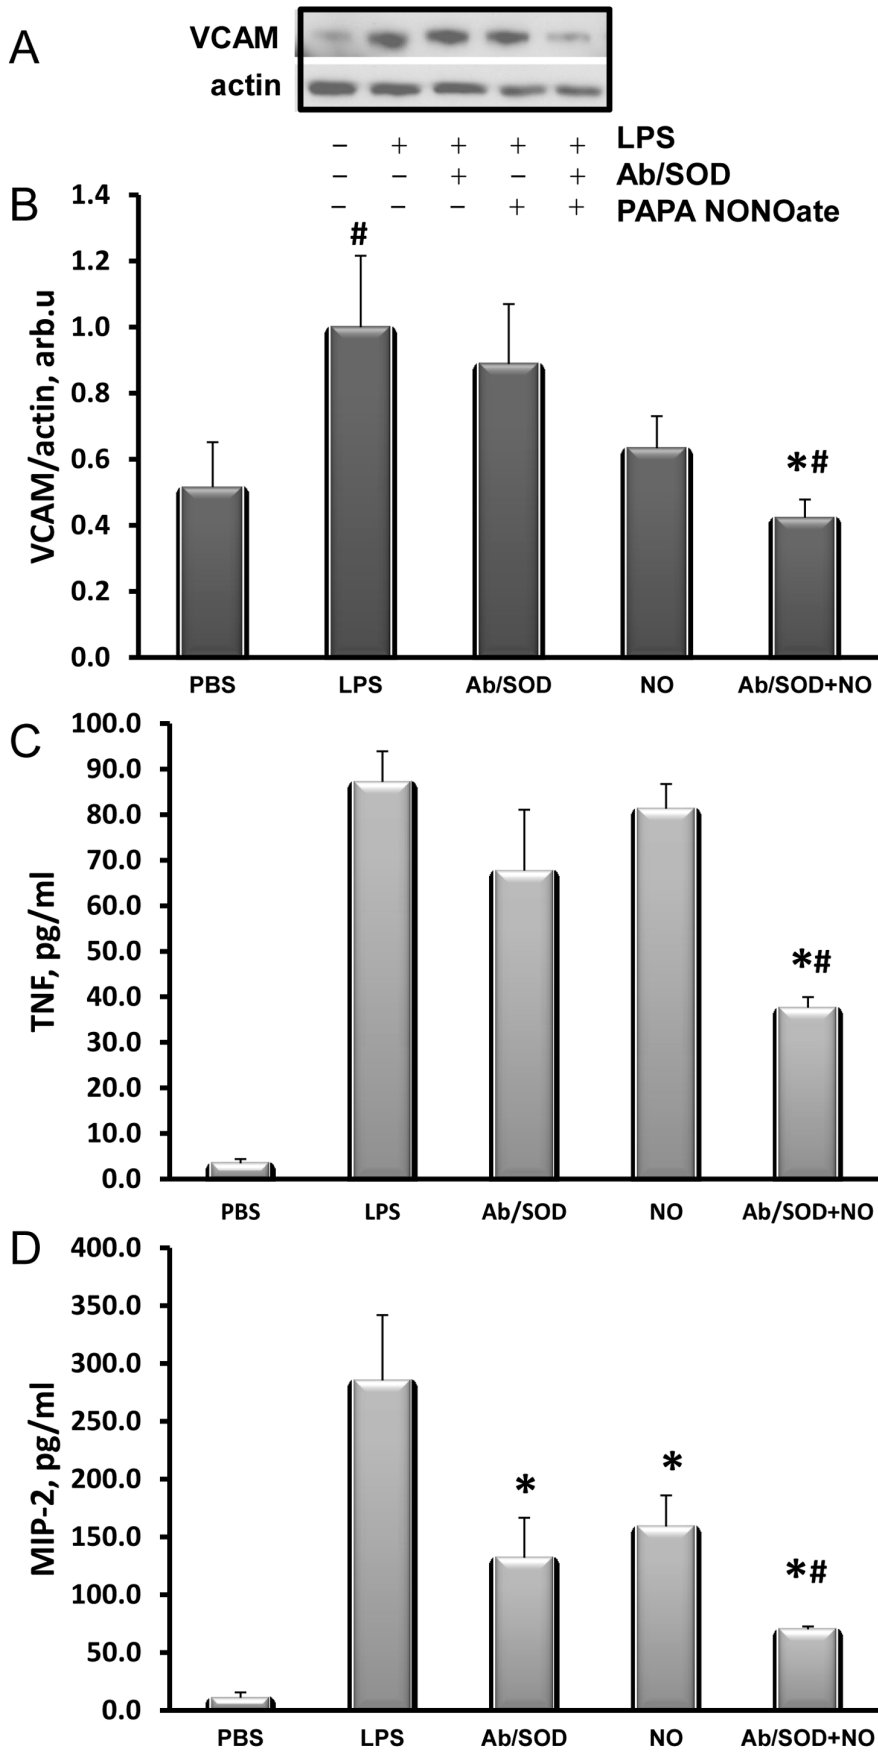 A
VCAM
actin
− + + + + LPS
− − + − + Ab/SOD
− − − + + PAPA NONOate
B
VCAM/actin, arb.u
1.4
1.2
1.0
0.8
0.6
0.4
0.2
0.0
#
*#
PBS LPS Ab/SOD NO Ab/SOD+NO
C
TNF, pg/ml
100.0
90.0
80.0
70.0
60.0
50.0
40.0
30.0
20.0
10.0
0.0
*#
PBS LPS Ab/SOD NO Ab/SOD+NO
D
MIP-2, pg/ml
400.0
350.0
300.0
250.0
200.0
150.0
100.0
50.0
0.0
* * *#
PBS LPS Ab/SOD NO Ab/SOD+NO